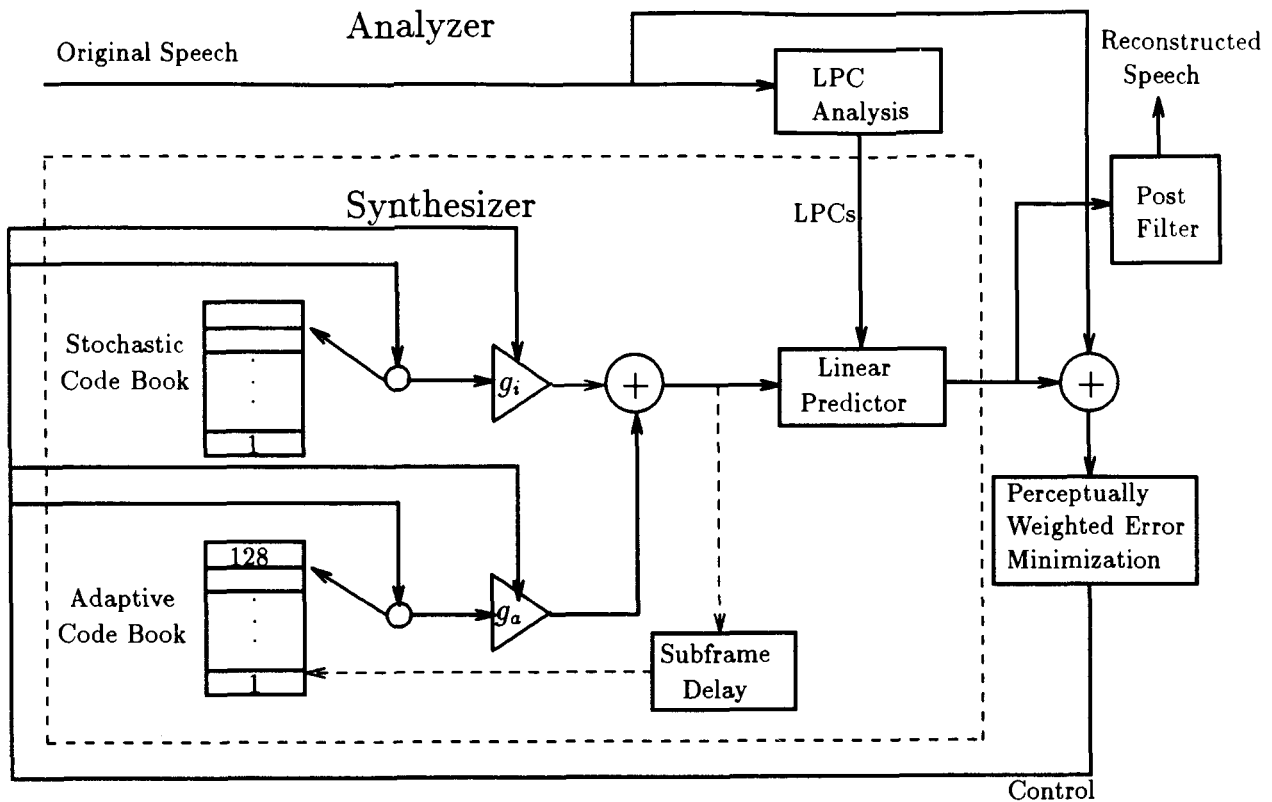 Analyzer
Original Speech
Reconstructed
Speech
LPC
Analysis
Synthesizer
LPCs
Post
Filter
Stochastic
Code Book
1
g_i
+
Linear
Predictor
+
Perceptually
Weighted Error
Minimization
Adaptive
Code Book
128
1
g_a
Subframe
Delay
Control